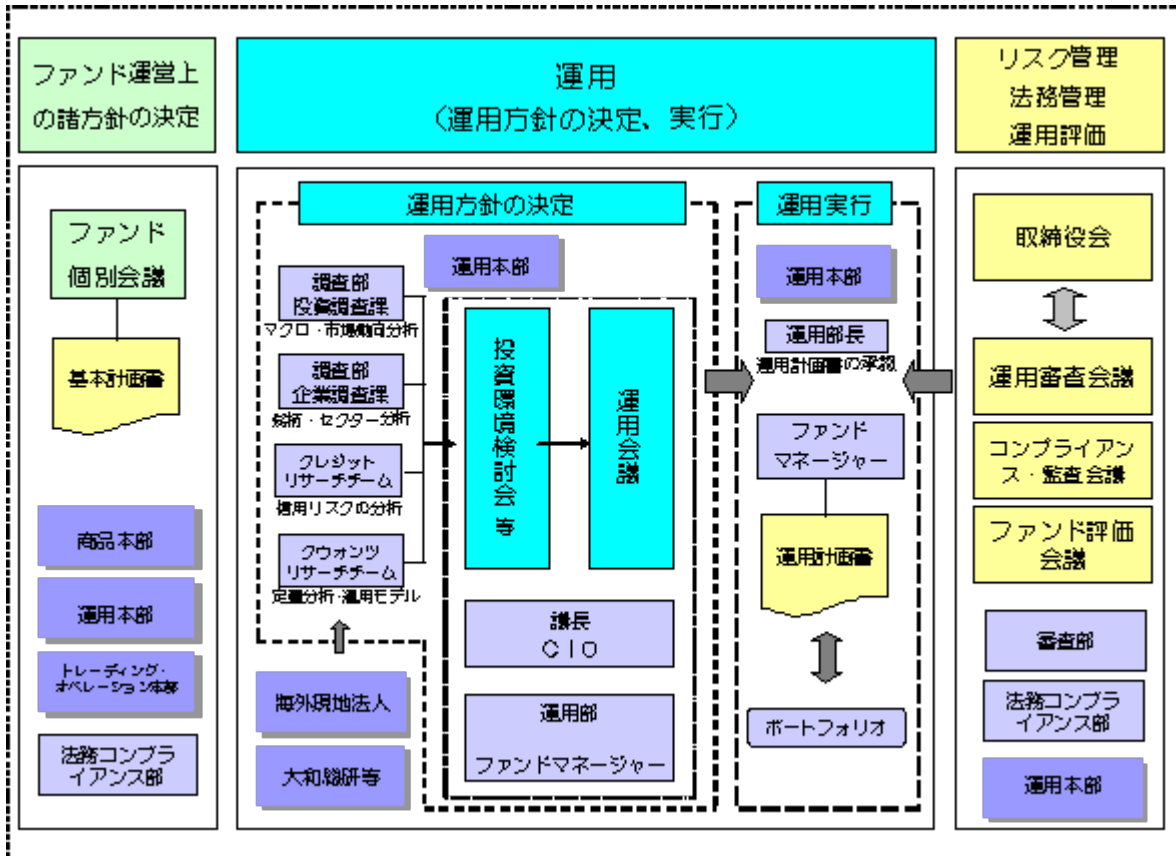 ファンド運営上
の諸方針の決定
運用
（運用方針の決定、実行）
リスク管理
法務管理
運用評価
ファンド
個別会議
基本計画書
商品本部
運用本部
トレーディング・
オペレーション本部
法務コンプラ
イアンス部
運用方針の決定
運用本部
調査部
投資調査課
マクロ・市場動向分析
調査部
企業調査課
銘柄・セクター分析
クレジット
リサーチチーム
信用リスクの分析
クウォンツ
リサーチチーム
定量分析・運用モデル
海外現地法人
大和総研等
投資環境検討会 等
運用会議
議長
ＣＩＯ
運用部
ファンドマネージャー
運用実行
運用本部
運用部長
運用計画書の承認
ファンド
マネージャー
運用計画書
ポートフォリオ
取締役会
運用審査会議
コンプライアン
ス・監査会議
ファンド評価
会議
審査部
法務コンプラ
イアンス部
運用本部